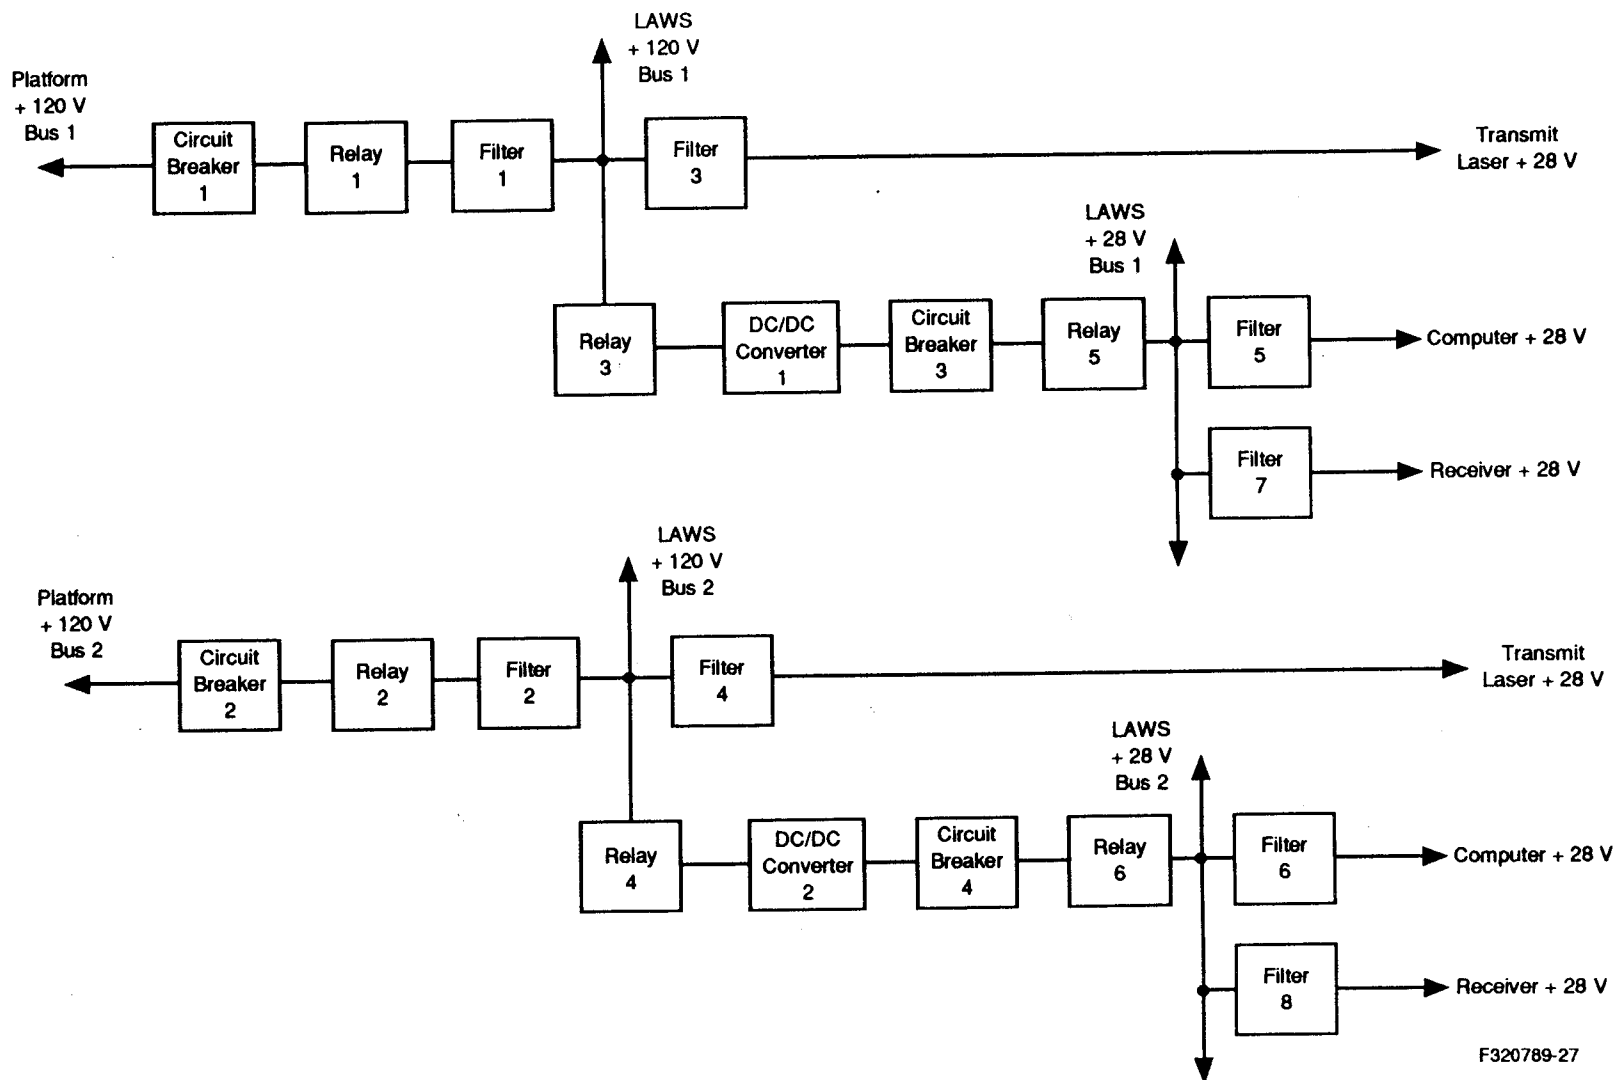 LAWS
+ 120 V
Bus 1
Platform
+ 120 V
Bus 1
Circuit
Breaker
1
Relay
1
Filter
1
Filter
3
Transmit
Laser + 28 V
LAWS
+ 28 V
Bus 1
Relay
3
DC/DC
Converter
1
Circuit
Breaker
3
Relay
5
Filter
5
Computer + 28 V
Filter
7
Receiver + 28 V
LAWS
+ 120 V
Bus 2
Platform
+ 120 V
Bus 2
Circuit
Breaker
2
Relay
2
Filter
2
Filter
4
Transmit
Laser + 28 V
LAWS
+ 28 V
Bus 2
Relay
4
DC/DC
Converter
2
Circuit
Breaker
4
Relay
6
Filter
6
Computer + 28 V
Filter
8
Receiver + 28 V
F320789-27